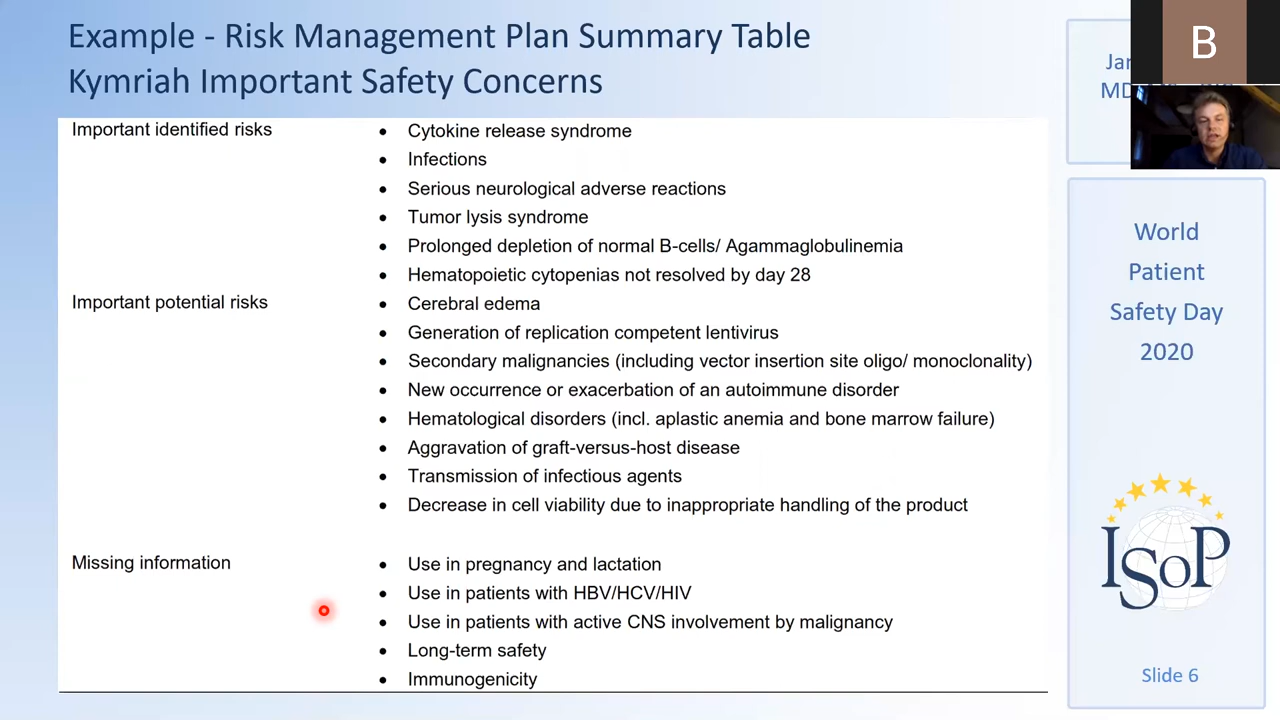 Example - Risk Management Plan Summary Table
Kymriah Important Safety Concerns
Important identified risks
• Cytokine release syndrome
• Infections
• Serious neurological adverse reactions
• Tumor lysis syndrome
• Prolonged depletion of normal B-cells/ Agammaglobulinemia
• Hematopoietic cytopenias not resolved by day 28
Important potential risks
• Cerebral edema
• Generation of replication competent lentivirus
• Secondary malignancies (including vector insertion site oligo/ monoclonality)
• New occurrence or exacerbation of an autoimmune disorder
• Hematological disorders (incl. aplastic anemia and bone marrow failure)
• Aggravation of graft-versus-host disease
• Transmission of infectious agents
• Decrease in cell viability due to inappropriate handling of the product
Missing information
• Use in pregnancy and lactation
• Use in patients with HBV/HCV/HIV
• Use in patients with active CNS involvement by malignancy
• Long-term safety
• Immunogenicity
B
World
Patient
Safety Day
2020
ISoP
Slide 6